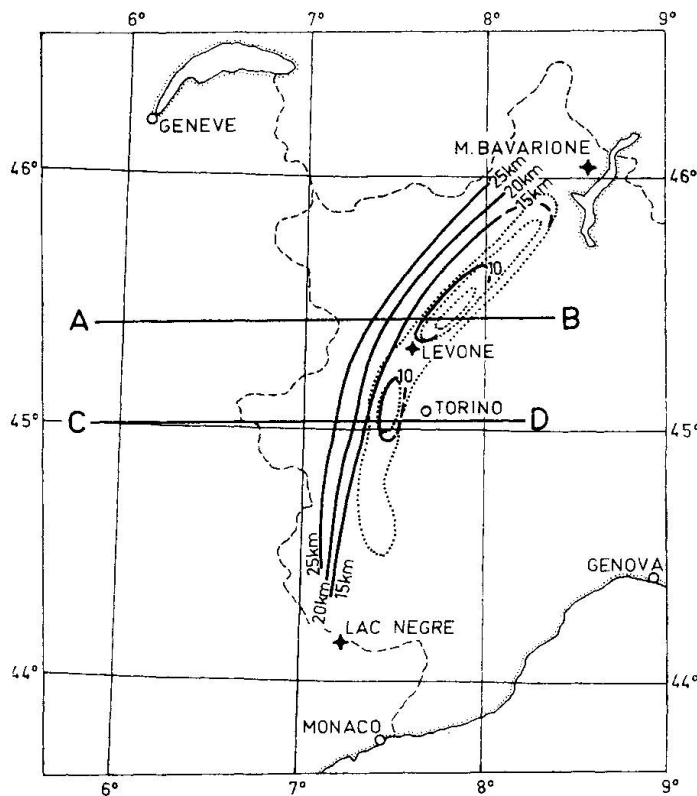 6° 7° 8° 9°
GENEVE
M. BAVARIONE
46° 46°
25km
20km
15km
10
A B
LEVONE
10
TORINO
45°
C D
45°
GENOVA
25km
20km
15km
LAC NEGRE
44° 44°
MONACO
6° 7° 8° 9°